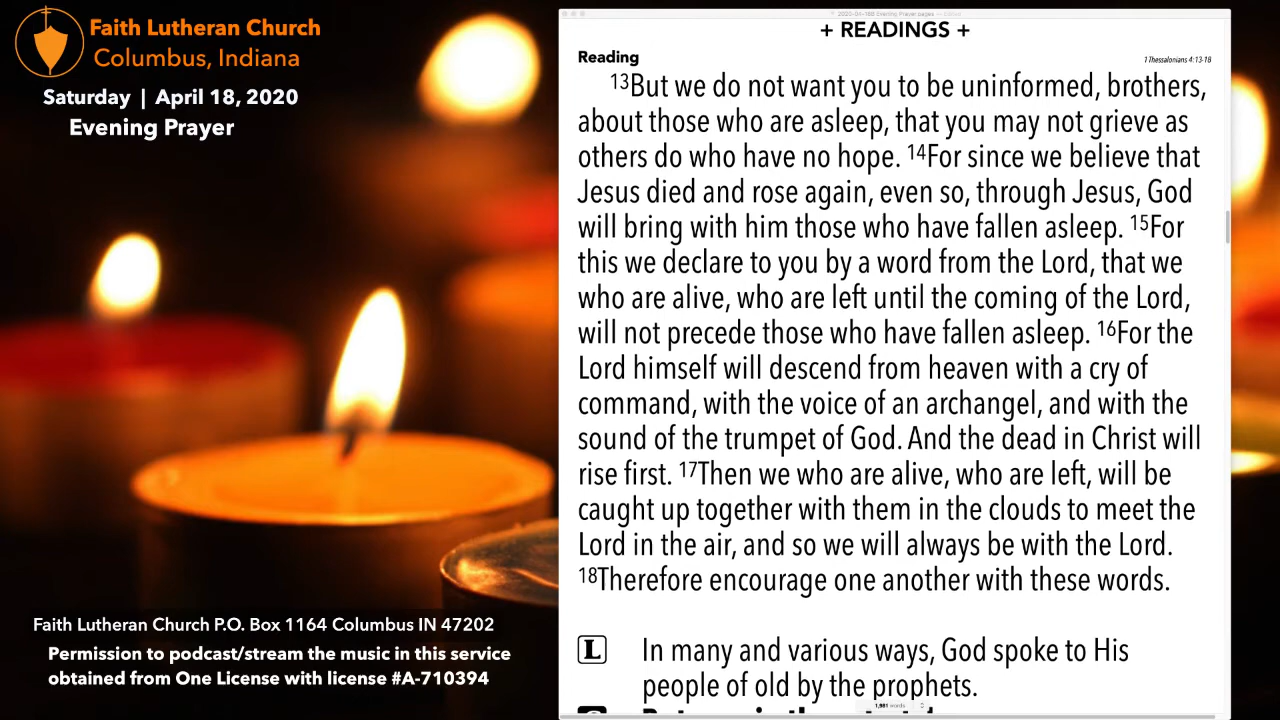 Faith Lutheran Church
Columbus, Indiana
Saturday | April 18, 2020
Evening Prayer
Faith Lutheran Church P.O. Box 1164 Columbus IN 47202
Permission to podcast/stream the music in this service
obtained from One License with license #A-710394
2020-04-18B Evening Prayer.pages — Edited
+ READINGS +
Reading
1 Thessalonians 4:13-18
13But we do not want you to be uninformed, brothers,
about those who are asleep, that you may not grieve as
others do who have no hope. 14For since we believe that
Jesus died and rose again, even so, through Jesus, God
will bring with him those who have fallen asleep. 15For
this we declare to you by a word from the Lord, that we
who are alive, who are left until the coming of the Lord,
will not precede those who have fallen asleep. 16For the
Lord himself will descend from heaven with a cry of
command, with the voice of an archangel, and with the
sound of the trumpet of God. And the dead in Christ will
rise first. 17Then we who are alive, who are left, will be
caught up together with them in the clouds to meet the
Lord in the air, and so we will always be with the Lord.
18Therefore encourage one another with these words.
L In many and various ways, God spoke to His
people of old by the prophets.
1,981 words